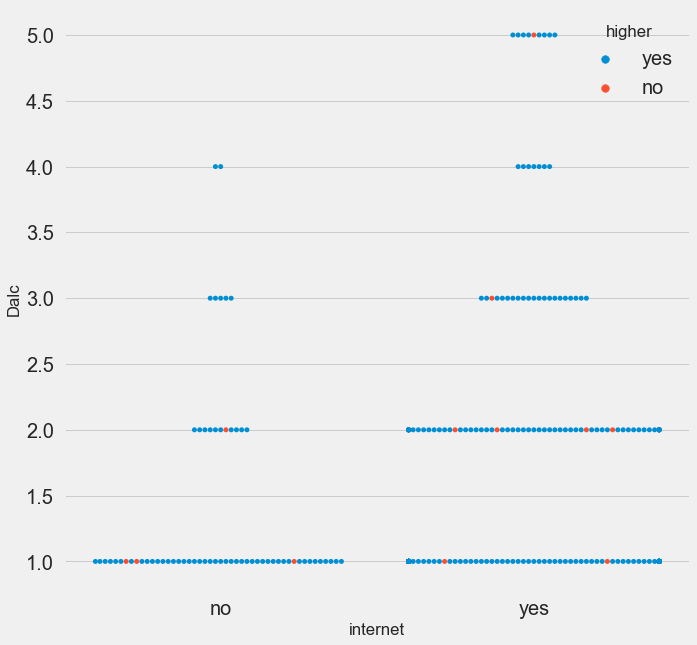 higher
yes
no
5.0
4.5
4.0
3.5
3.0
2.5
2.0
1.5
1.0
Dalc
no
yes
internet